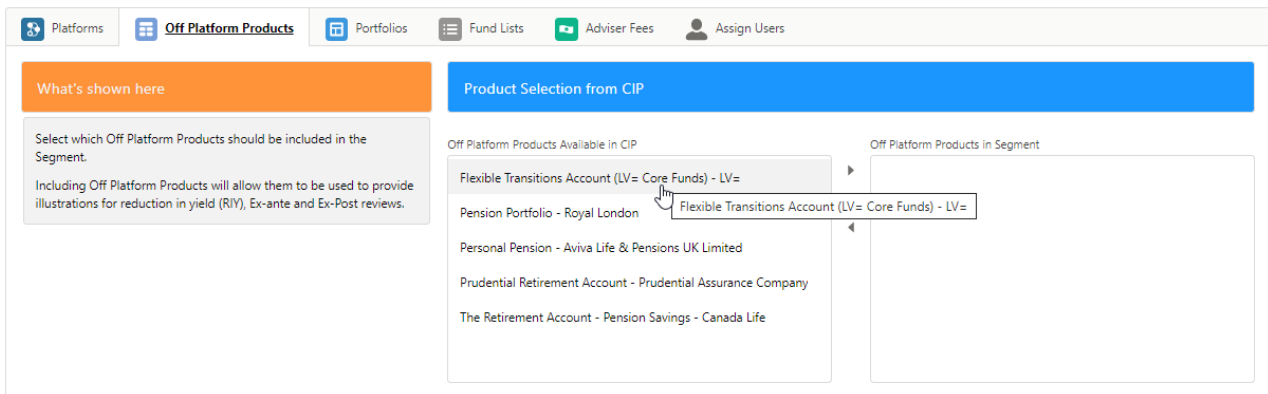 Platforms
Off Platform Products
Portfolios
Fund Lists
Adviser Fees
Assign Users
What's shown here
Select which Off Platform Products should be included in the
Segment.
Including Off Platform Products will allow them to be used to provide
illustrations for reduction in yield (RIY), Ex-ante and Ex-Post reviews.
Product Selection from CIP
Off Platform Products Available in CIP
Flexible Transitions Account (LV= Core Funds) - LV=
Flexible Transitions Account (LV= Core Funds) - LV=
Pension Portfolio - Royal London
Personal Pension - Aviva Life & Pensions UK Limited
Prudential Retirement Account - Prudential Assurance Company
The Retirement Account - Pension Savings - Canada Life
Off Platform Products in Segment